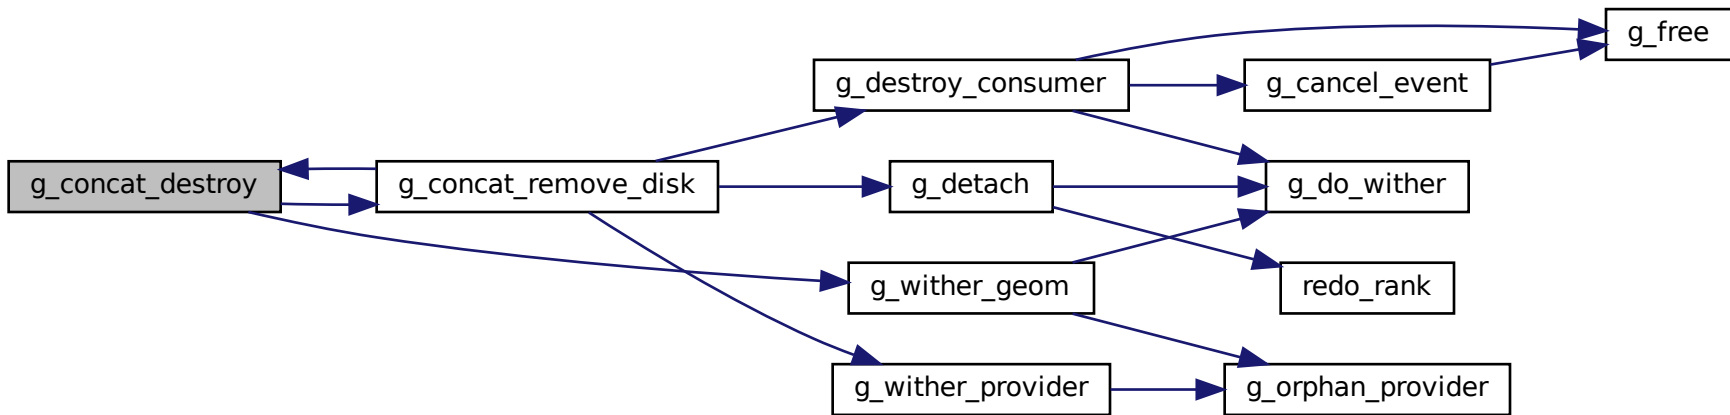 g_free
g_destroy_consumer
g_cancel_event
g_concat_destroy
g_concat_remove_disk
g_detach
g_do_wither
g_wither_geom
redo_rank
g_wither_provider
g_orphan_provider